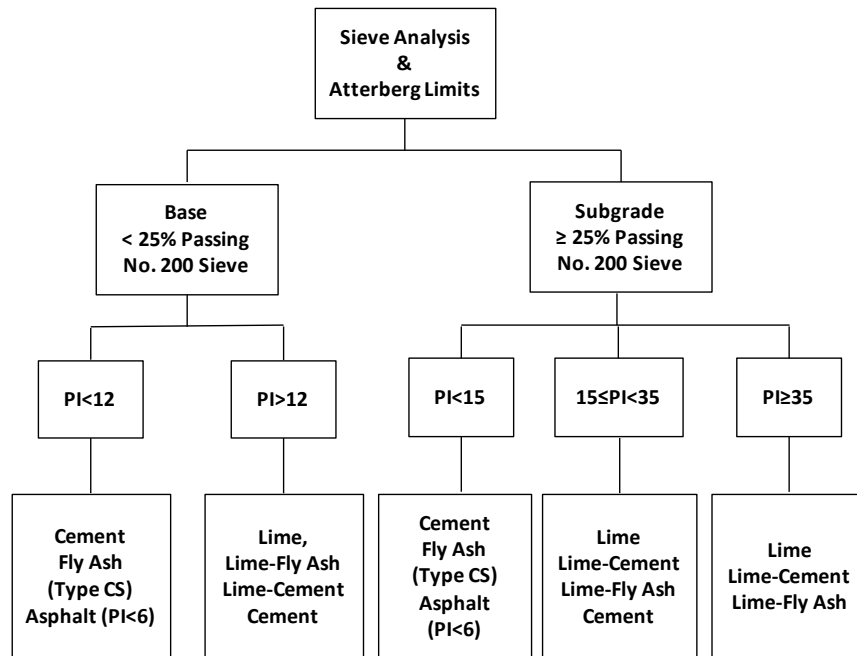 Sieve Analysis
&
Atterberg Limits
Base
< 25% Passing
No. 200 Sieve
Subgrade
≥ 25% Passing
No. 200 Sieve
PI<12
PI>12
PI<15
15≤PI<35
PI≥35
Cement
Fly Ash
(Type CS)
Asphalt (PI<6)
Lime,
Lime-Fly Ash
Lime-Cement
Cement
Cement
Fly Ash
(Type CS)
Asphalt
(PI<6)
Lime
Lime-Cement
Lime-Fly Ash
Cement
Lime
Lime-Cement
Lime-Fly Ash